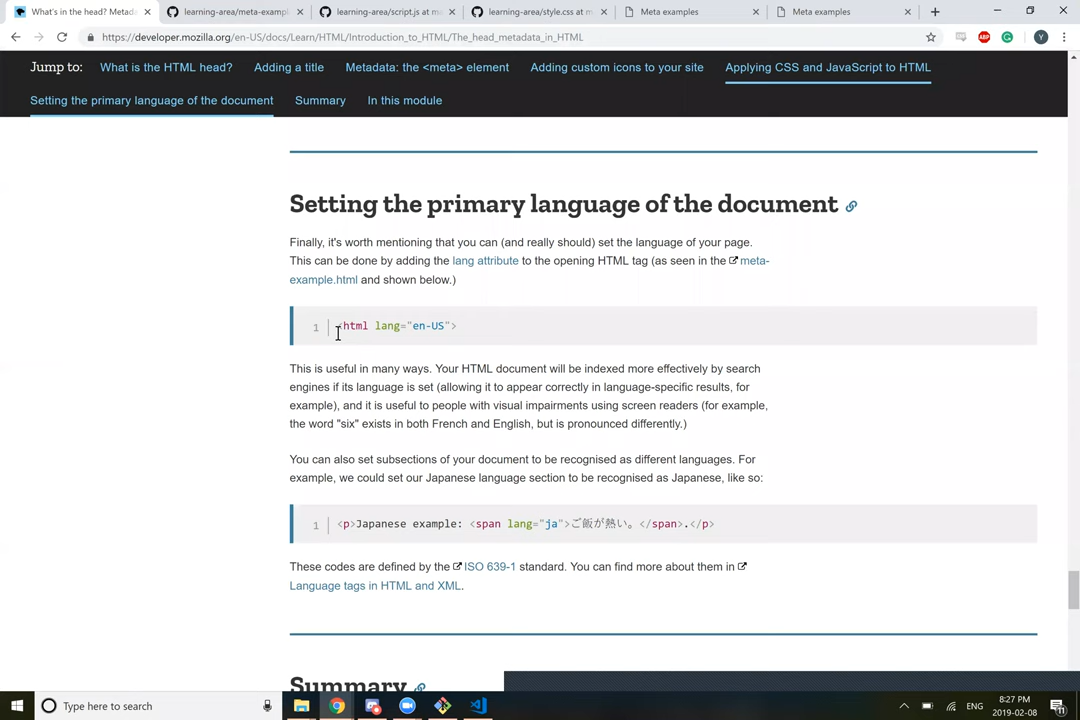 What's in the head? Metada
learning-area/meta-example
learning-area/script.js at m
learning-area/style.css at m
Meta examples
Meta examples
https://developer.mozilla.org/en-US/docs/Learn/HTML/Introduction_to_HTML/The_head_metadata_in_HTML
ABP
Y
Jump to: What is the HTML head? Adding a title Metadata: the <meta> element Adding custom icons to your site Applying CSS and JavaScript to HTML
Setting the primary language of the document Summary In this module
Setting the primary language of the document
Finally, it's worth mentioning that you can (and really should) set the language of your page.
This can be done by adding the lang attribute to the opening HTML tag (as seen in the meta-
example.html and shown below.)
1 <html lang="en-US">
This is useful in many ways. Your HTML document will be indexed more effectively by search
engines if its language is set (allowing it to appear correctly in language-specific results, for
example), and it is useful to people with visual impairments using screen readers (for example,
the word "six" exists in both French and English, but is pronounced differently.)
You can also set subsections of your document to be recognised as different languages. For
example, we could set our Japanese language section to be recognised as Japanese, like so:
1 <p>Japanese example: <span lang="ja">ご飯が熱い。</span>.</p>
These codes are defined by the ISO 639-1 standard. You can find more about them in
Language tags in HTML and XML.
Summary
Type here to search
ENG
8:27 PM
2019-02-08